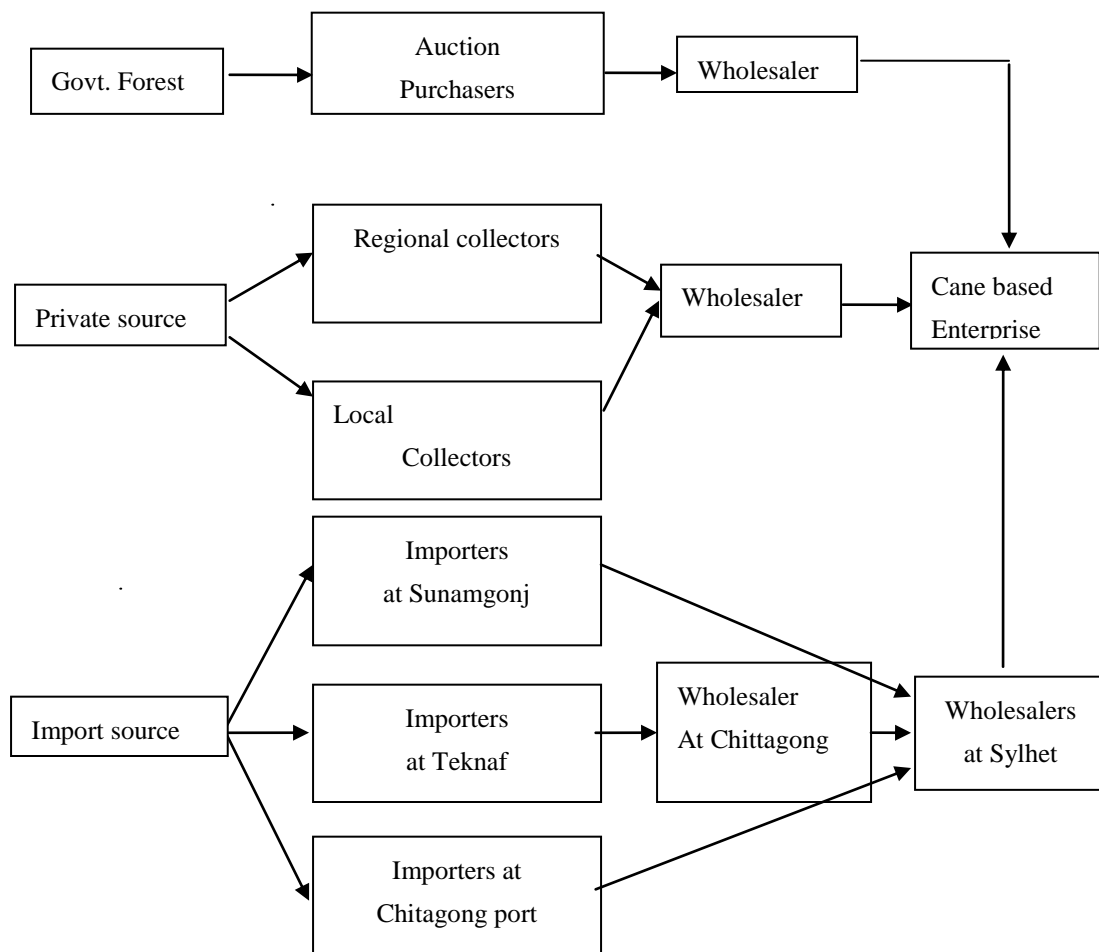 Govt. Forest
Auction
Purchasers
Wholesaler
Private source
Regional collectors
Local
Collectors
Wholesaler
Cane based
Enterprise
Import source
Importers
at Sunamgonj
Importers
at Teknaf
Importers at
Chitagong port
Wholesaler
At Chittagong
Wholesalers
at Sylhet